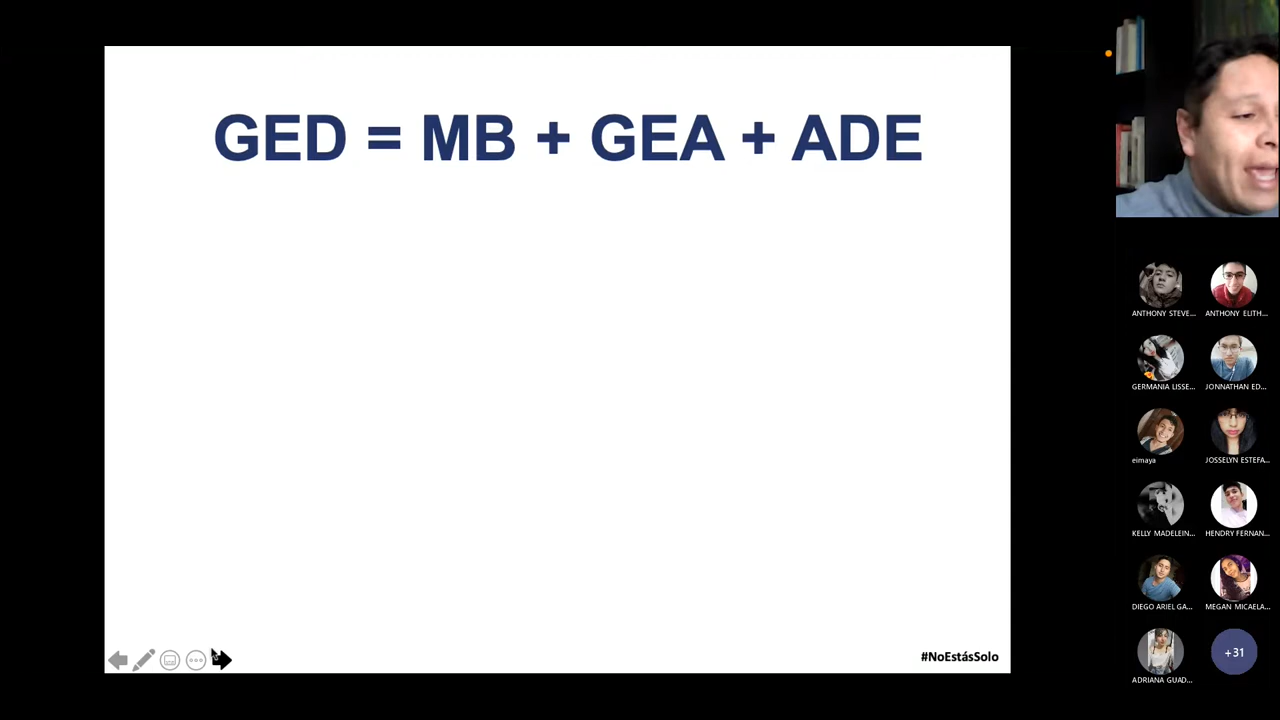 GED = MB + GEA + ADE
#NoEstásSolo
ANTHONY STEVE...
ANTHONY ELITH...
GERMANIA LISSE...
JONNATHAN ED...
eimaya
JOSSELYN ESTEFA...
KELLY MADELEIN...
HENDRY FERNAN...
DIEGO ARIEL GA...
MEGAN MICAELA...
ADRIANA GUAD...
+31